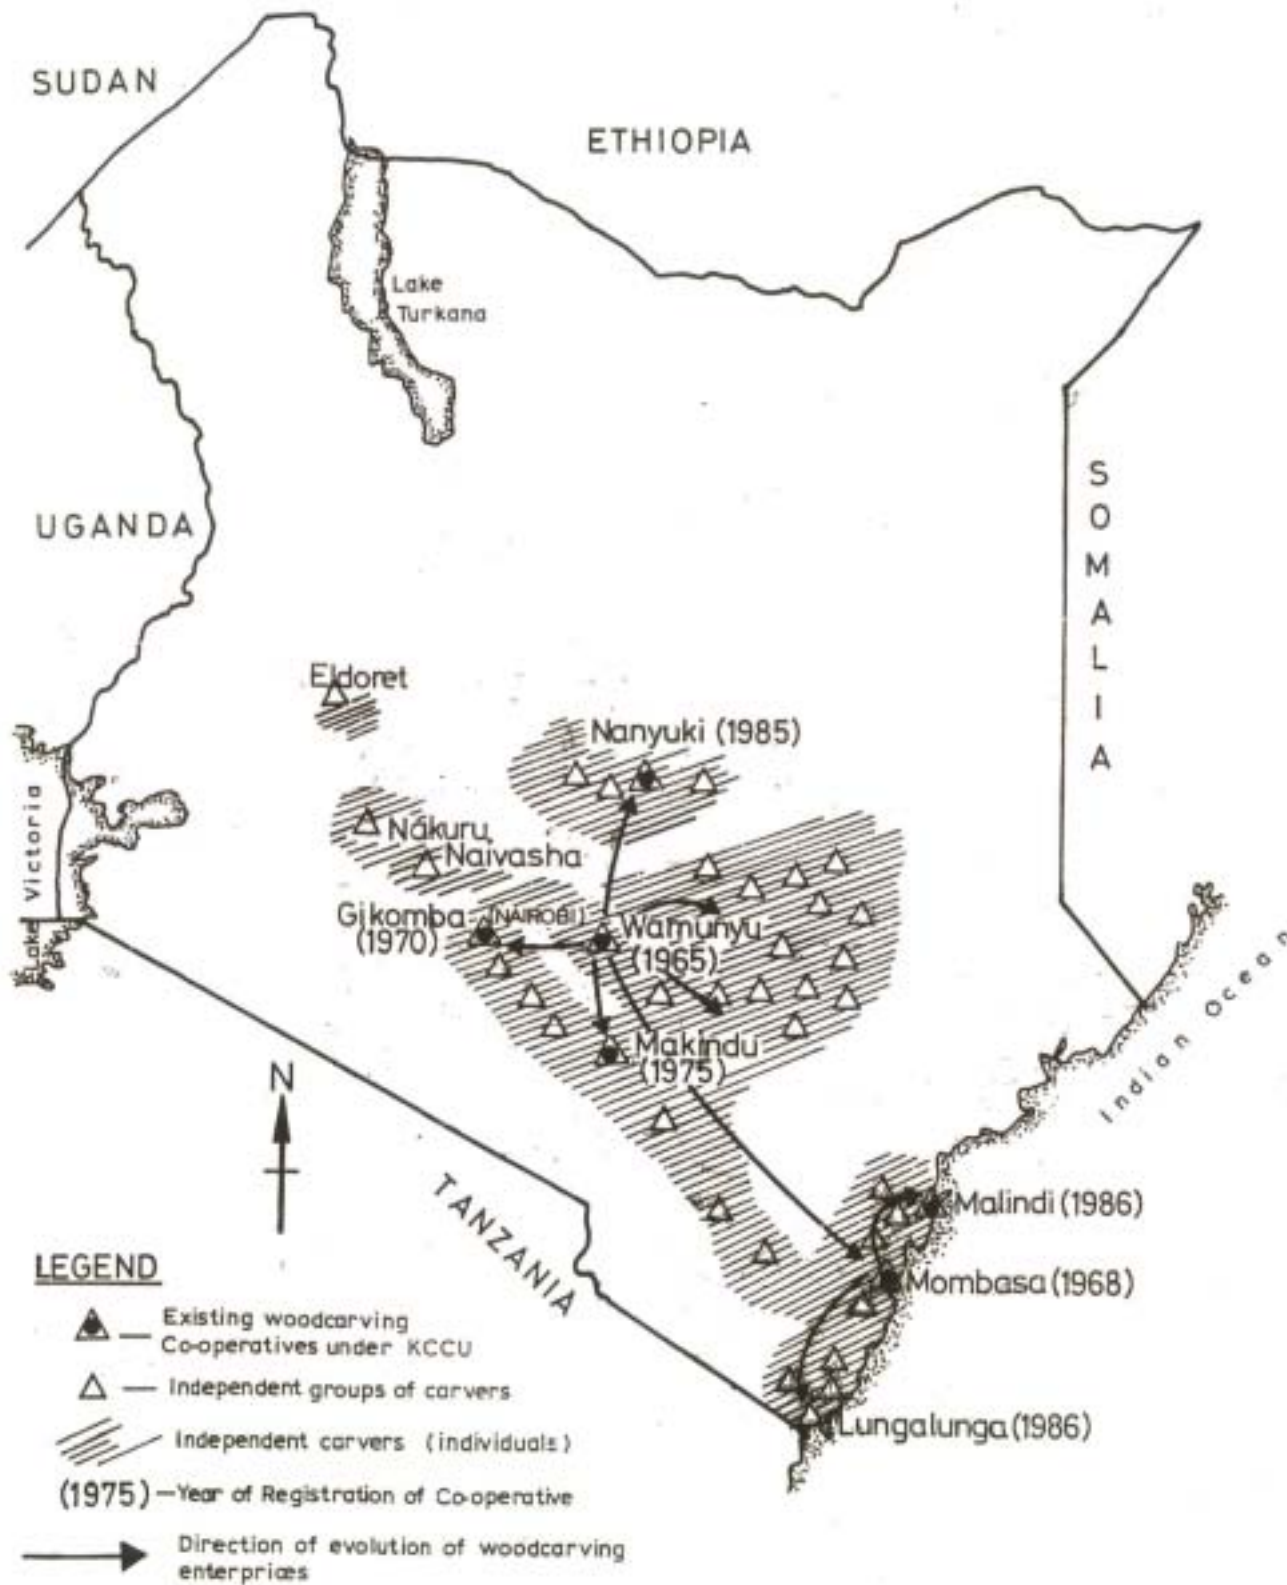 SUDAN
ETHIOPIA
Lake
Turkana
UGANDA
SOMALIA
Eldoret
Nanyuki (1985)
Lake Victoria
Nakuru
Naivasha
Gikomba (NAIROBI)
(1970)
Wamunyu
(1965)
Makindu
(1975)
Indian Ocean
N
TANZANIA
Malindi (1986)
Mombasa (1968)
Lungalunga (1986)
LEGEND
Existing woodcarving
Co-operatives under KCCU
Independent groups of carvers
Independent carvers (individuals)
(1975) — Year of Registration of Co-operative
Direction of evolution of woodcarving
enterprices